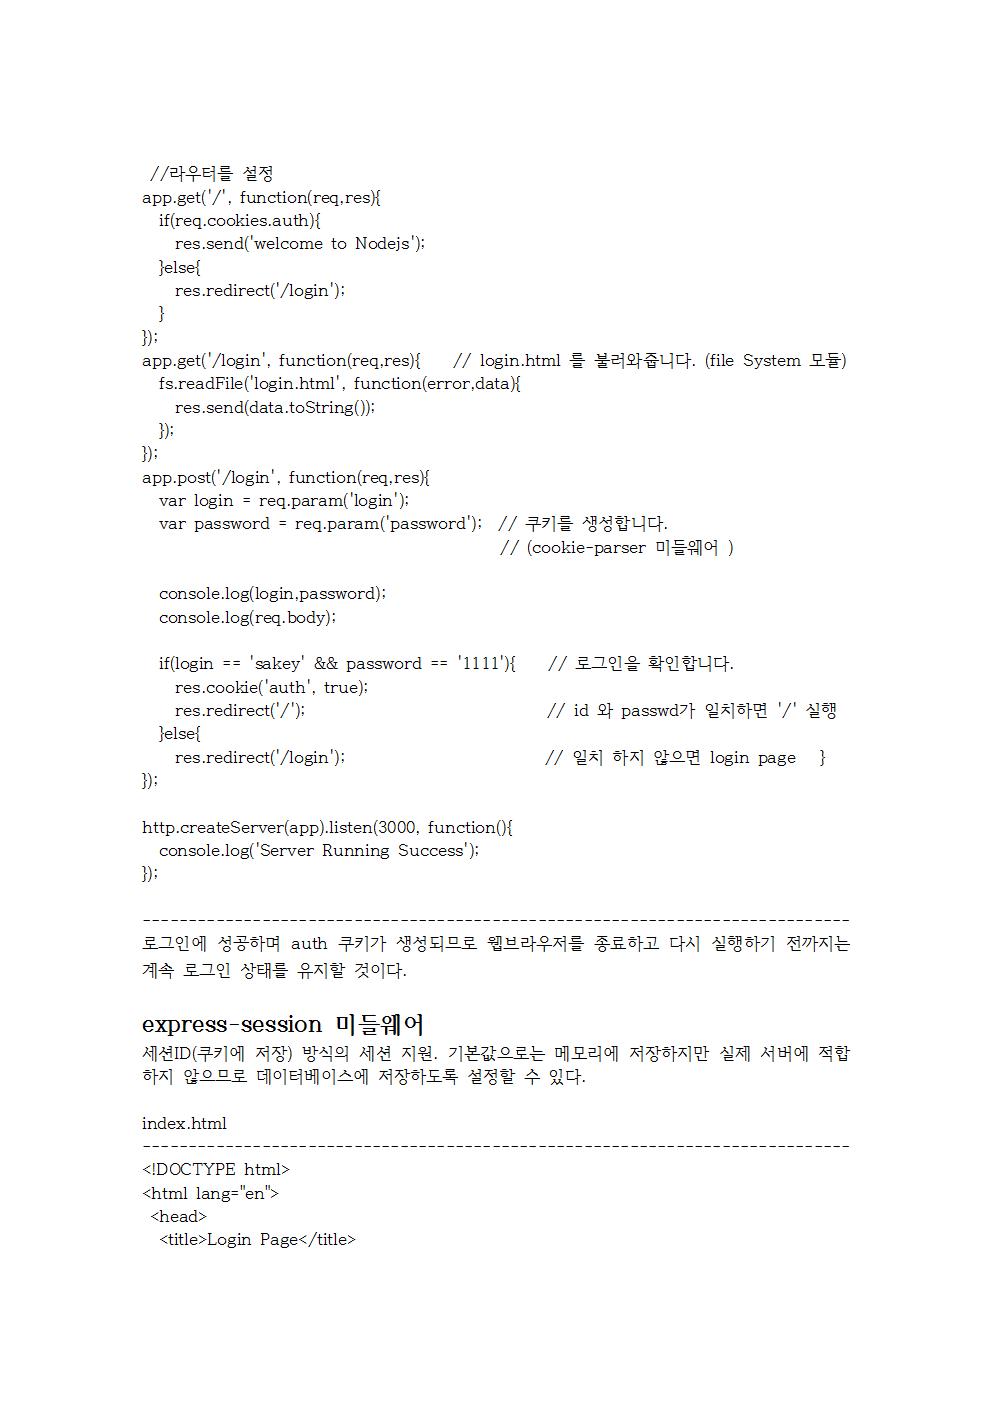 //라우터를 설정
app.get('/', function(req,res){
if(req.cookies.auth){
res.send('welcome to Nodejs');
}else{
res.redirect('/login');
}
});
app.get('/login', function(req,res){ // login.html 를 불러와줍니다. (file System 모듈)
fs.readFile('login.html', function(error,data){
res.send(data.toString());
});
});
app.post('/login', function(req,res){
var login = req.param('login');
var password = req.param('password'); // 쿠키를 생성합니다.
// (cookie-parser 미들웨어 )
console.log(login,password);
console.log(req.body);
if(login == 'sakey' && password == '1111'){ // 로그인을 확인합니다.
res.cookie('auth', true);
res.redirect('/'); // id 와 passwd가 일치하면 '/' 실행
}else{
res.redirect('/login'); // 일치 하지 않으면 login page }
});
http.createServer(app).listen(3000, function(){
console.log('Server Running Success');
});
--------------------------------------------------------------------------------
로그인에 성공하며 auth 쿠키가 생성되므로 웹브라우저를 종료하고 다시 실행하기 전까지는
계속 로그인 상태를 유지할 것이다.
express-session 미들웨어
세션ID(쿠키에 저장) 방식의 세션 지원. 기본값으로는 메모리에 저장하지만 실제 서버에 적합
하지 않으므로 데이터베이스에 저장하도록 설정할 수 있다.
index.html
--------------------------------------------------------------------------------
<!DOCTYPE html>
<html lang="en">
<head>
<title>Login Page</title>